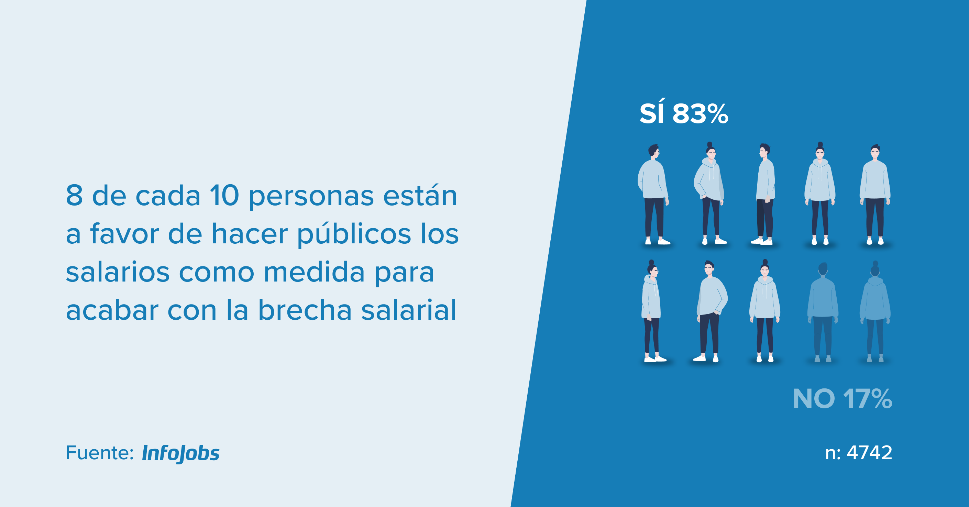 8 de cada 10 personas están
a favor de hacer públicos los
salarios como medida para
acabar con la brecha salarial
Fuente: InfoJobs
SÍ 83%
NO 17%
n: 4742